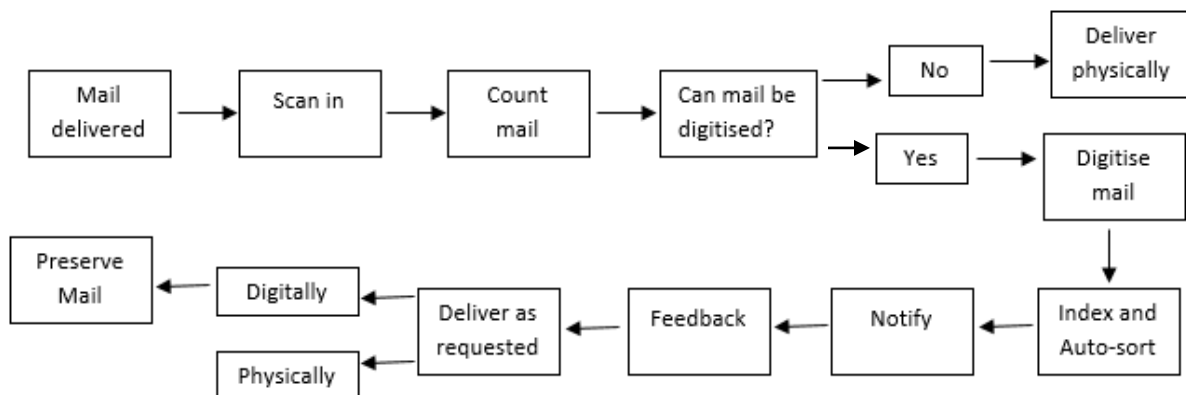 Mail
delivered
Scan in
Count
mail
Can mail be
digitised?
No
Deliver
physically
Yes
Digitise
mail
Index and
Auto-sort
Notify
Feedback
Deliver as
requested
Digitally
Physically
Preserve
Mail